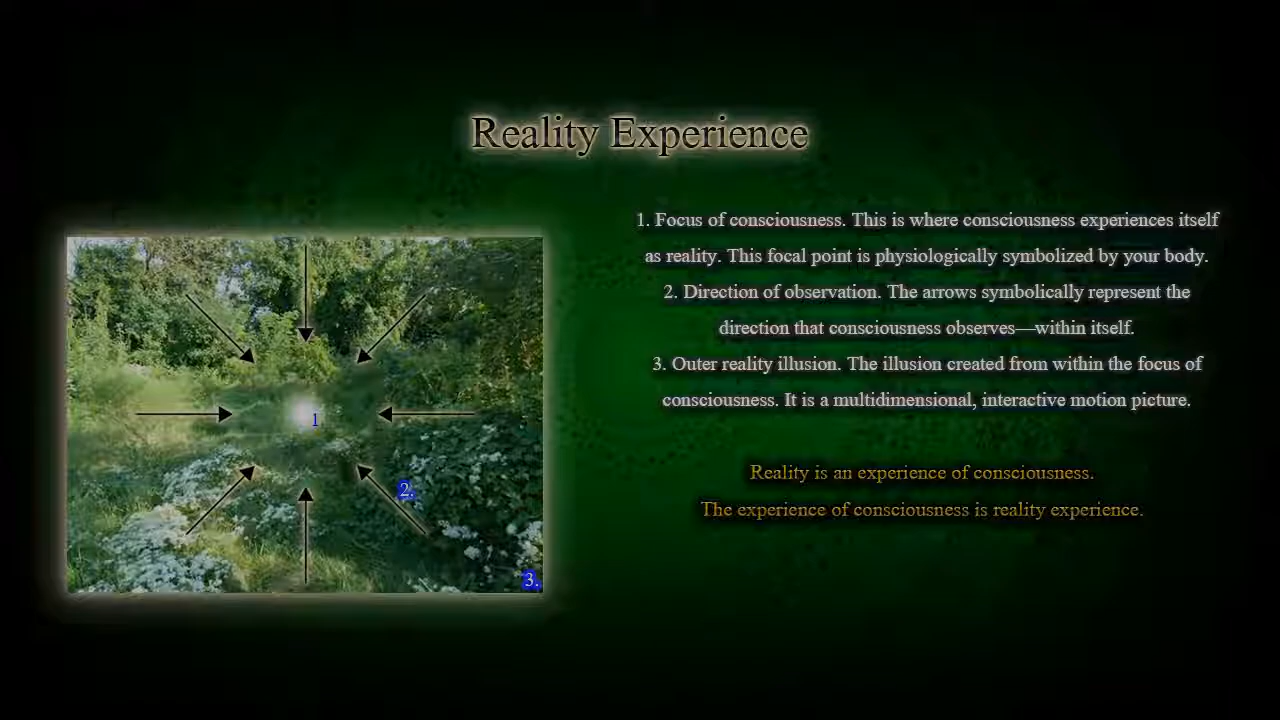 Reality Experience
1. Focus of consciousness. This is where consciousness experiences itself
as reality. This focal point is physiologically symbolized by your body.
2. Direction of observation. The arrows symbolically represent the
direction that consciousness observes—within itself.
3. Outer reality illusion. The illusion created from within the focus of
consciousness. It is a multidimensional, interactive motion picture.
Reality is an experience of consciousness.
The experience of consciousness is reality experience.
1
2.
3.